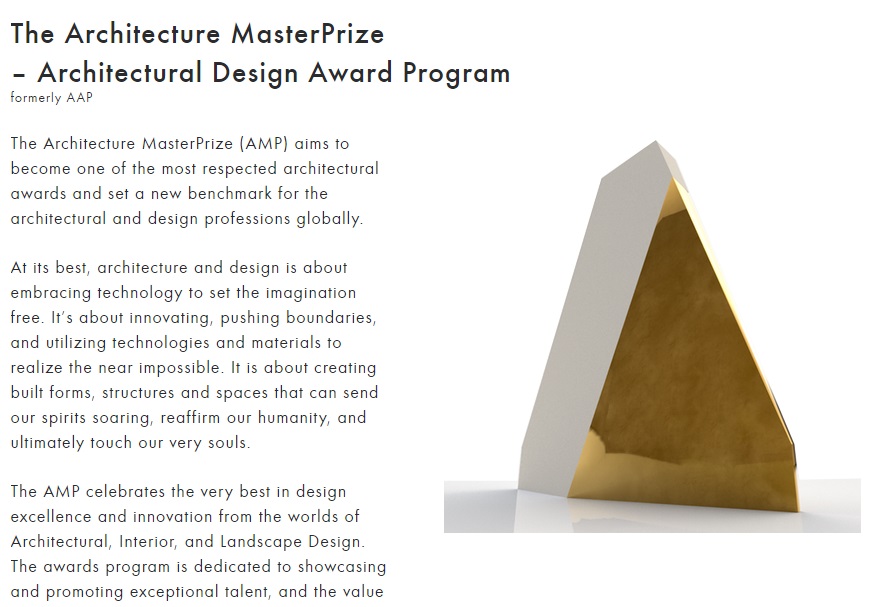 The Architecture MasterPrize
– Architectural Design Award Program
formerly AAP
The Architecture MasterPrize (AMP) aims to
become one of the most respected architectural
awards and set a new benchmark for the
architectural and design professions globally.
At its best, architecture and design is about
embracing technology to set the imagination
free. It's about innovating, pushing boundaries,
and utilizing technologies and materials to
realize the near impossible. It is about creating
built forms, structures and spaces that can send
our spirits soaring, reaffirm our humanity, and
ultimately touch our very souls.
The AMP celebrates the very best in design
excellence and innovation from the worlds of
Architectural, Interior, and Landscape Design.
The awards program is dedicated to showcasing
and promoting exceptional talent, and the value